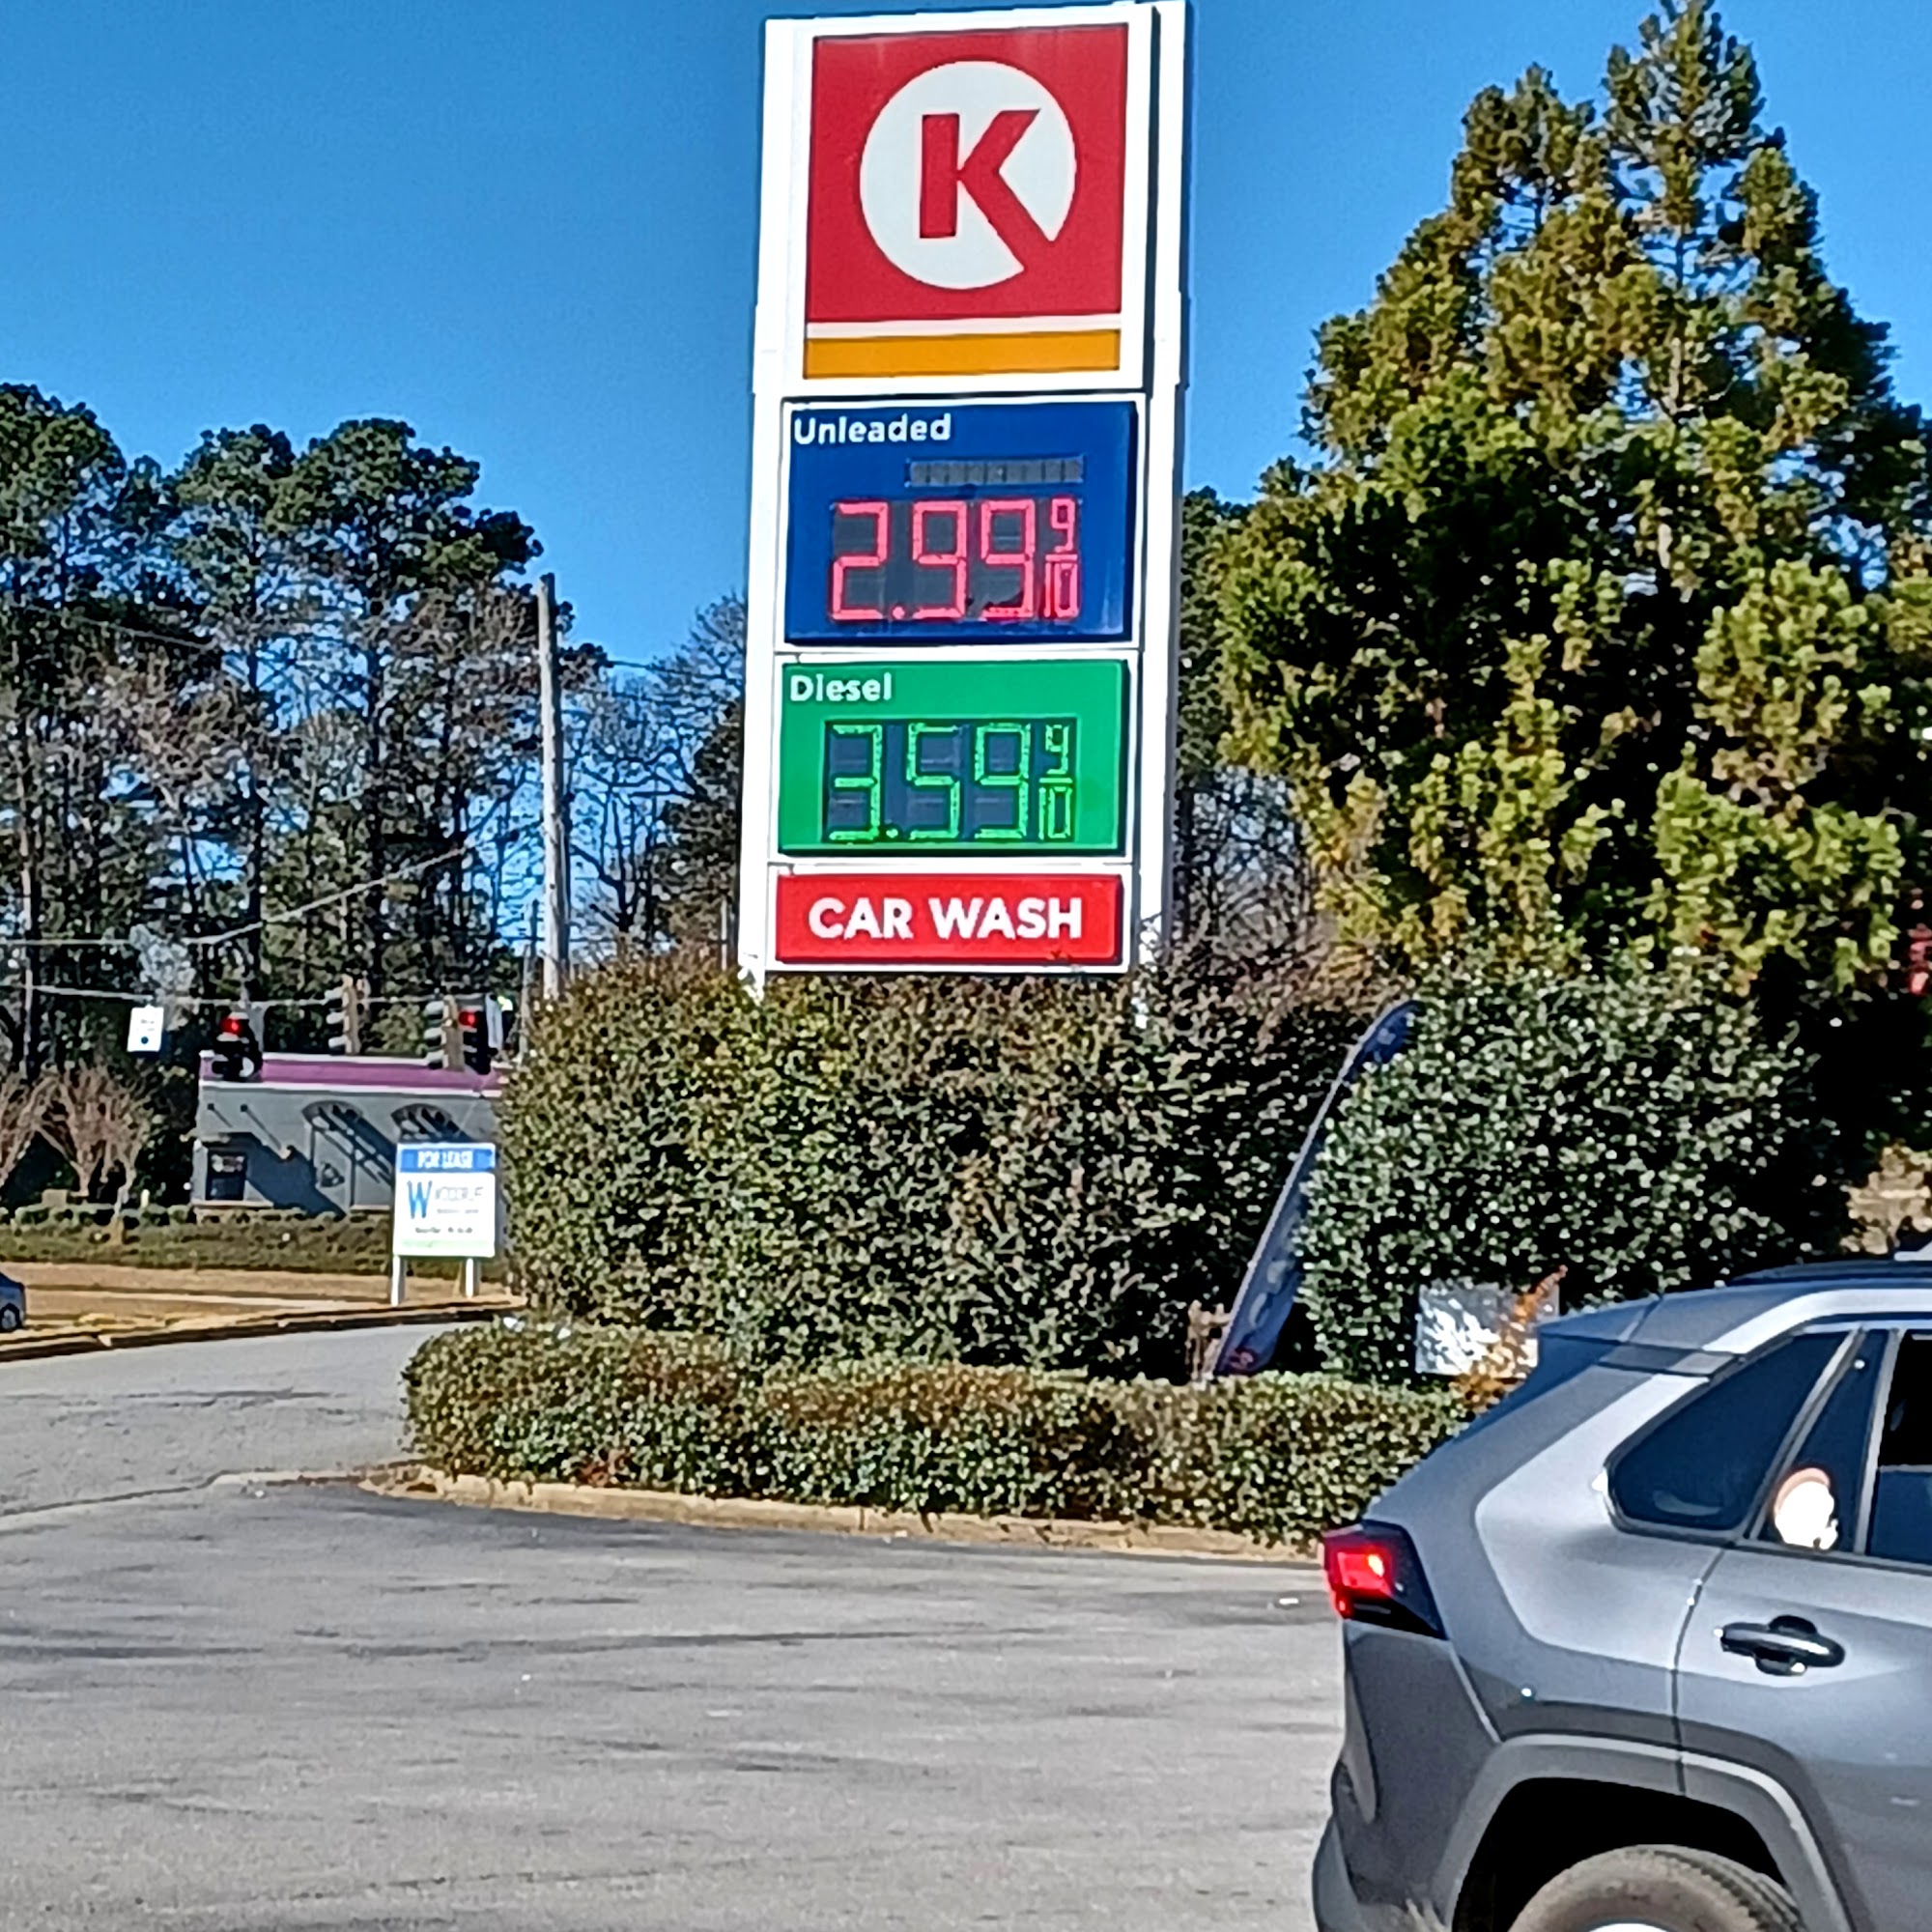 K
Unleaded
2.99 9/10
Diesel
3.59 9/10
CAR WASH
FOR LEASE
W